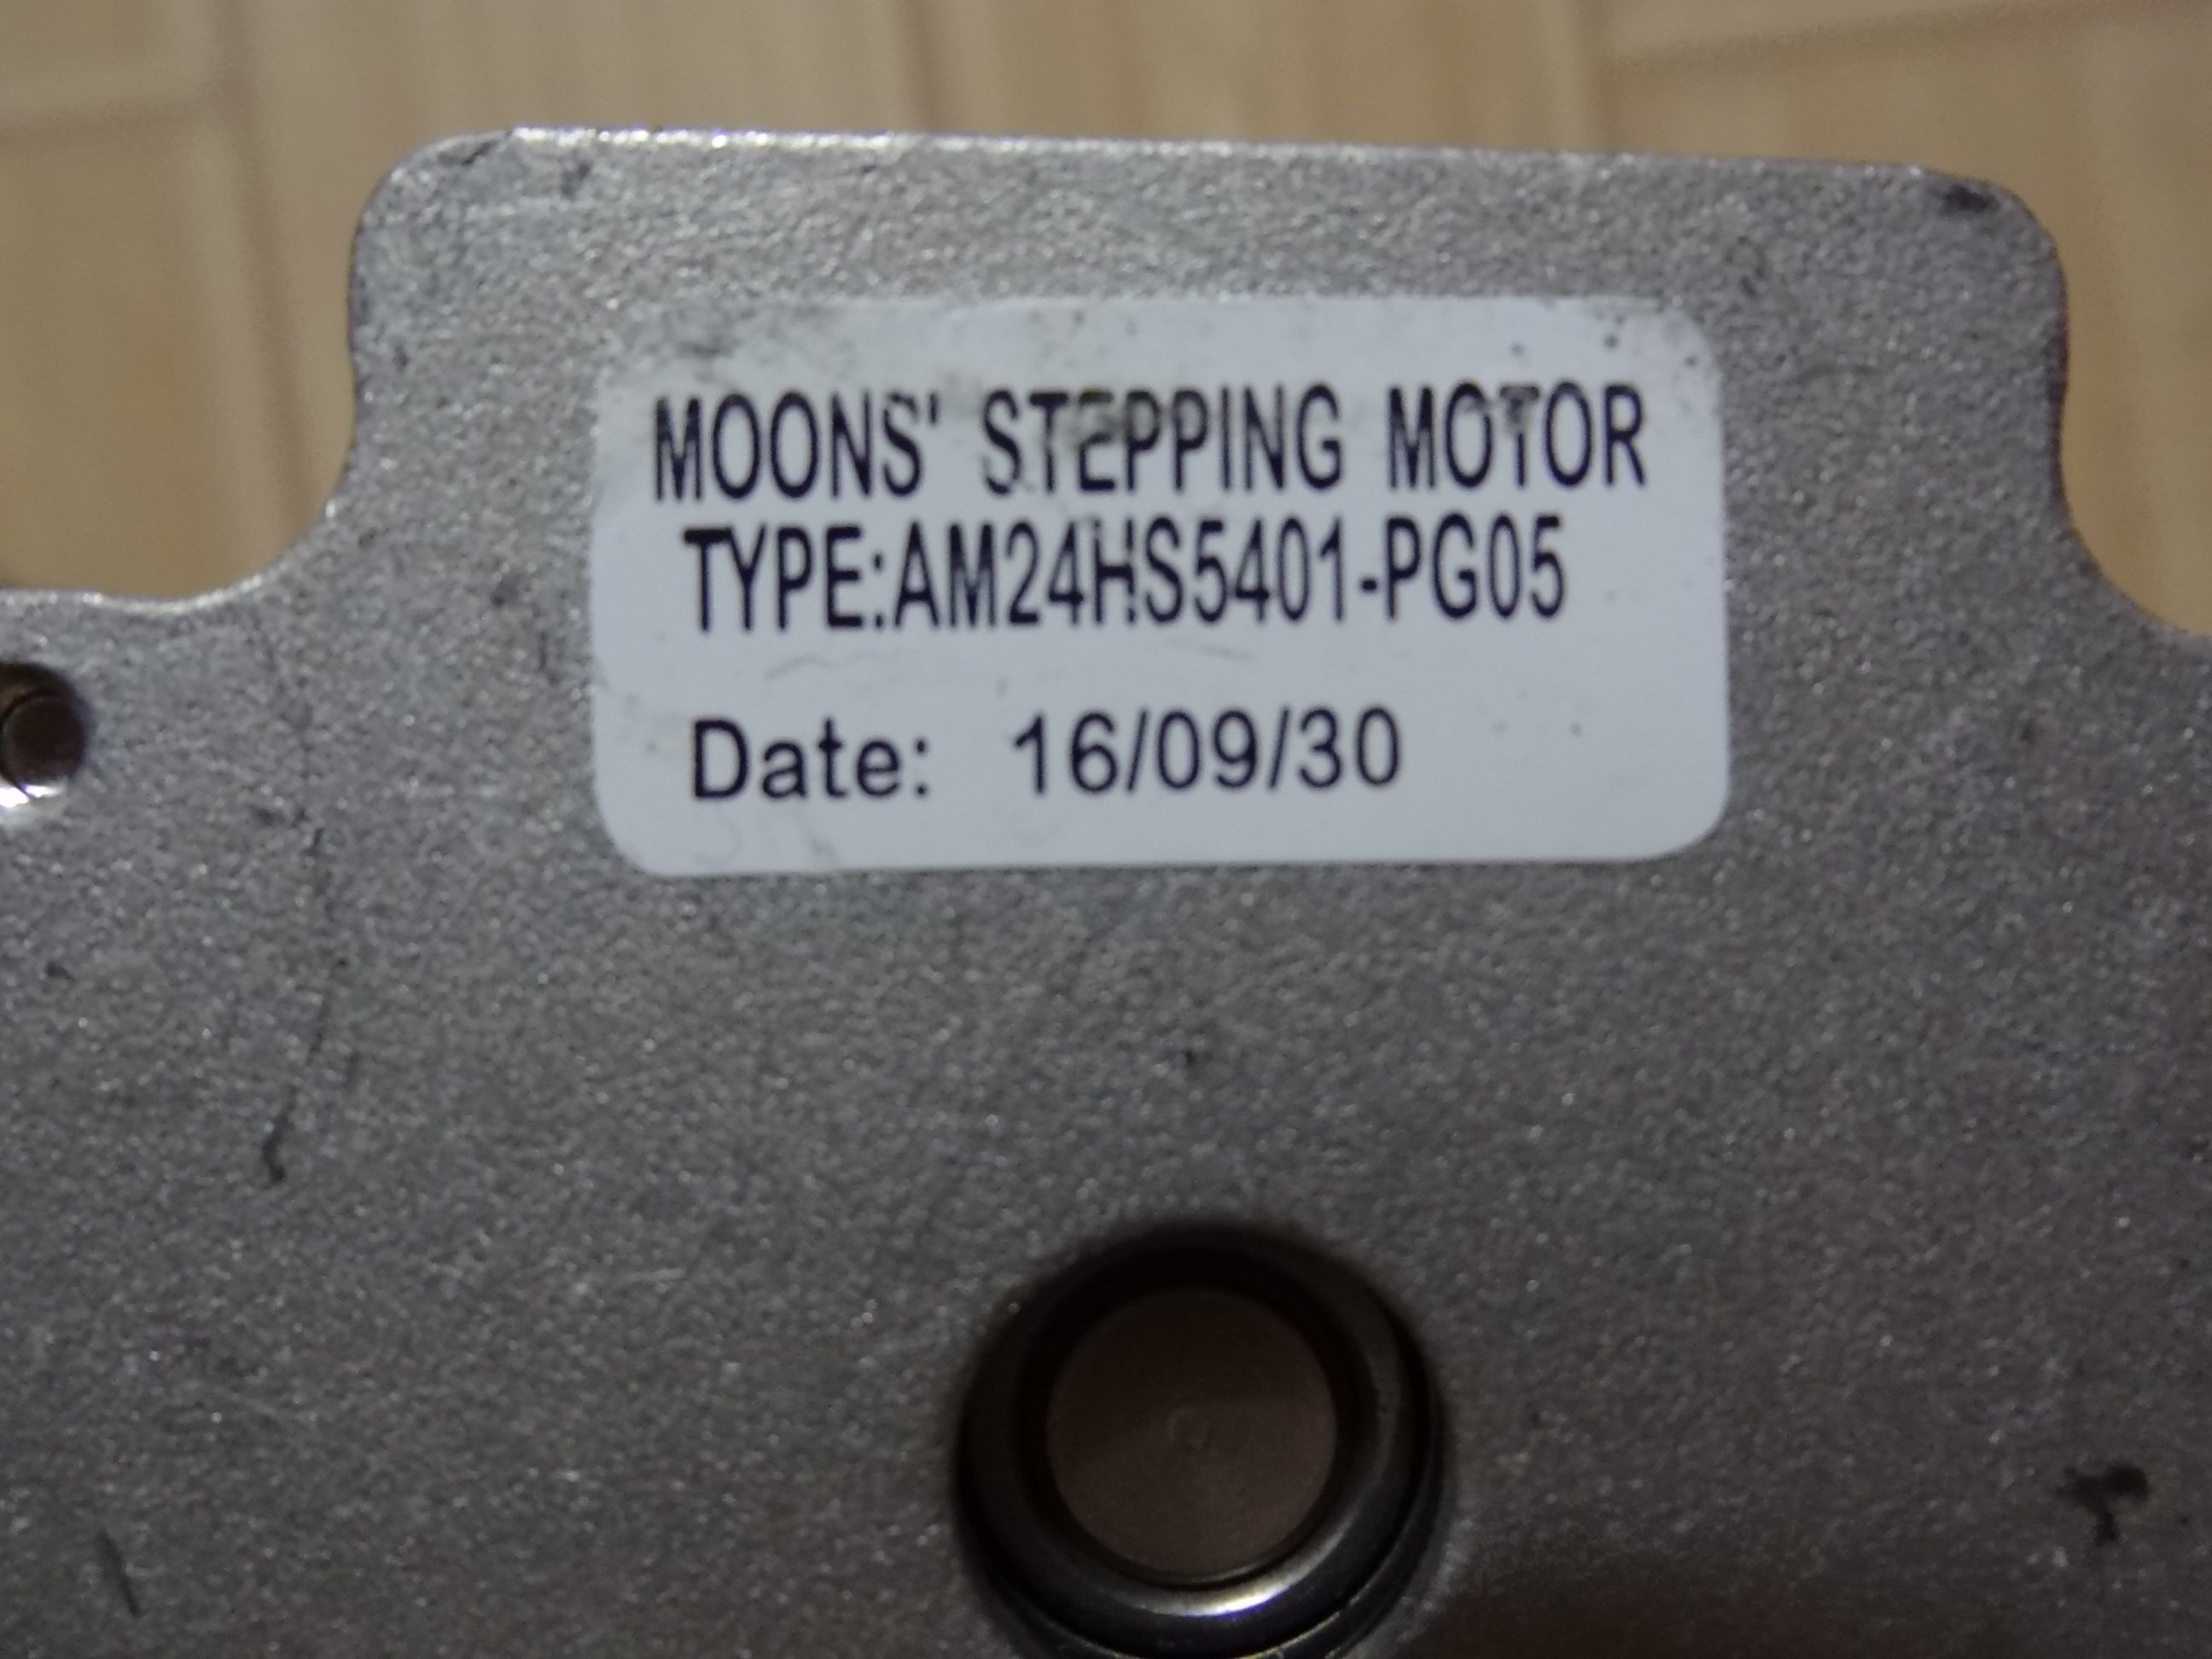 MOONS' STEPPING MOTOR
TYPE:AM24HS5401-PG05
Date: 16/09/30